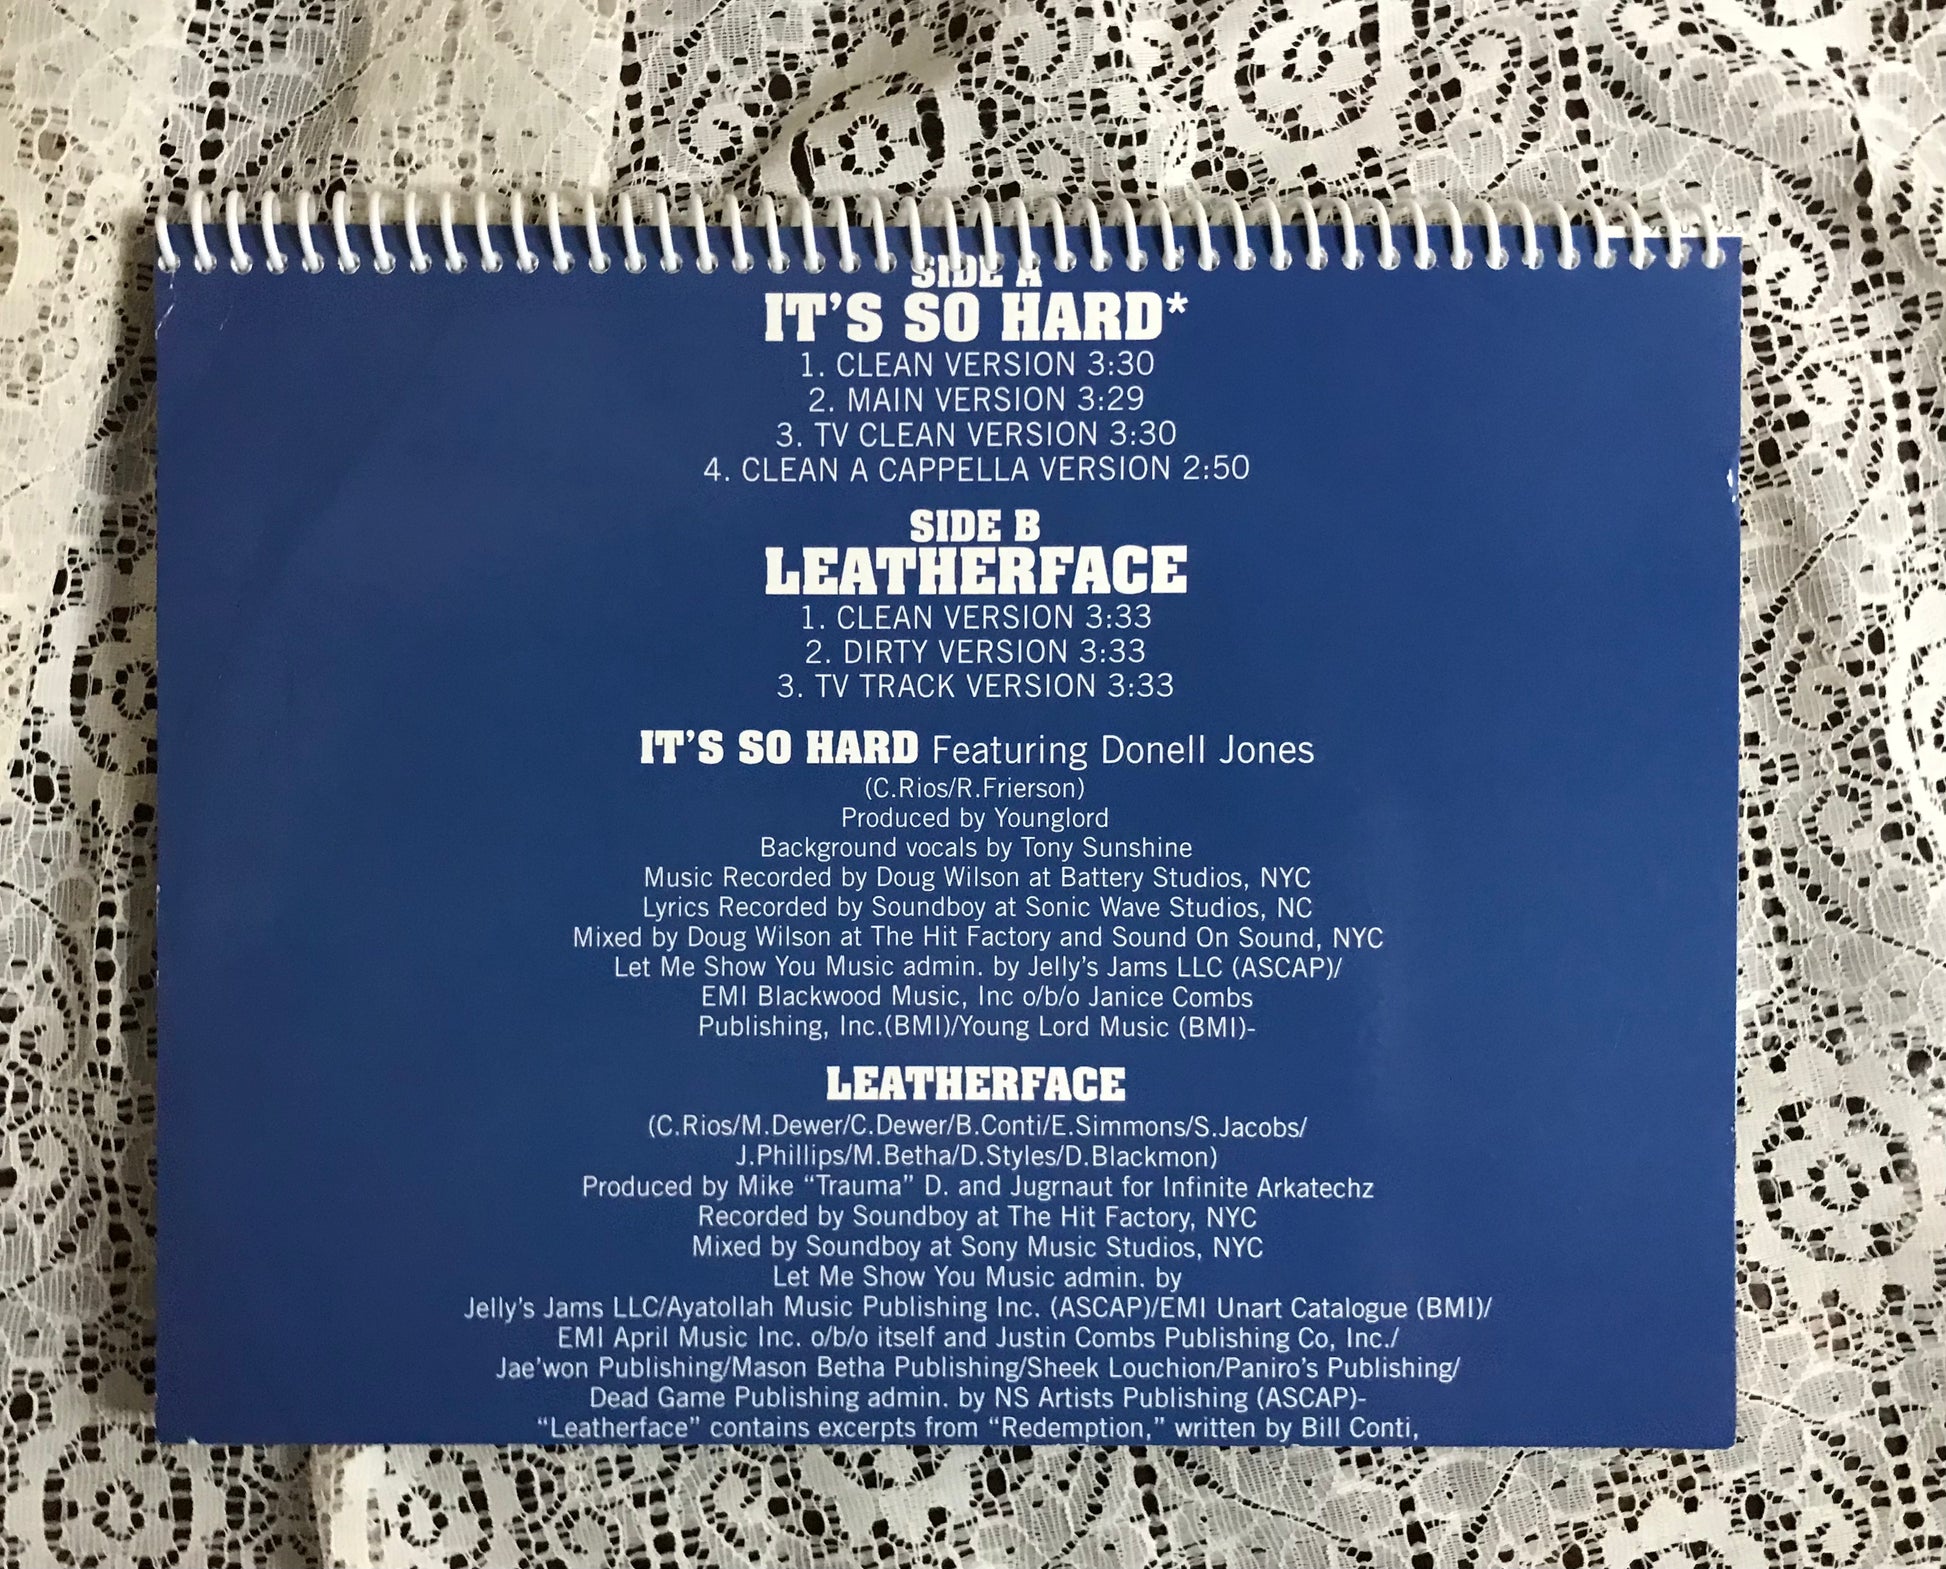 SIDE A
IT'S SO HARD*
1. CLEAN VERSION 3:30
2. MAIN VERSION 3:29
3. TV CLEAN VERSION 3:30
4. CLEAN A CAPPELLA VERSION 2:50
SIDE B
LEATHERFACE
1. CLEAN VERSION 3:33
2. DIRTY VERSION 3:33
3. TV TRACK VERSION 3:33
IT'S SO HARD Featuring Donell Jones
(C.Rios/R.Frierson)
Produced by Younglord
Background vocals by Tony Sunshine
Music Recorded by Doug Wilson at Battery Studios, NYC
Lyrics Recorded by Soundboy at Sonic Wave Studios, NC
Mixed by Doug Wilson at The Hit Factory and Sound On Sound, NYC
Let Me Show You Music admin. by Jelly's Jams LLC (ASCAP)/
EMI Blackwood Music, Inc o/b/o Janice Combs
Publishing, Inc.(BMI)/Young Lord Music (BMI)-
LEATHERFACE
(C.Rios/M.Dewer/C.Dewer/B.Conti/E.Simmons/S.Jacobs/
J.Phillips/M.Betha/D.Styles/D.Blackmon)
Produced by Mike “Trauma” D. and Jugrnaut for Infinite Arkatechz
Recorded by Soundboy at The Hit Factory, NYC
Mixed by Soundboy at Sony Music Studios, NYC
Let Me Show You Music admin. by
Jelly's Jams LLC/Ayatollah Music Publishing Inc. (ASCAP)/EMI Unart Catalogue (BMI)/
EMI April Music Inc. o/b/o itself and Justin Combs Publishing Co, Inc./
Jae'won Publishing/Mason Betha Publishing/Sheek Louchion/Paniro's Publishing/
Dead Game Publishing admin. by NS Artists Publishing (ASCAP)-
“Leatherface” contains excerpts from “Redemption,” written by Bill Conti,